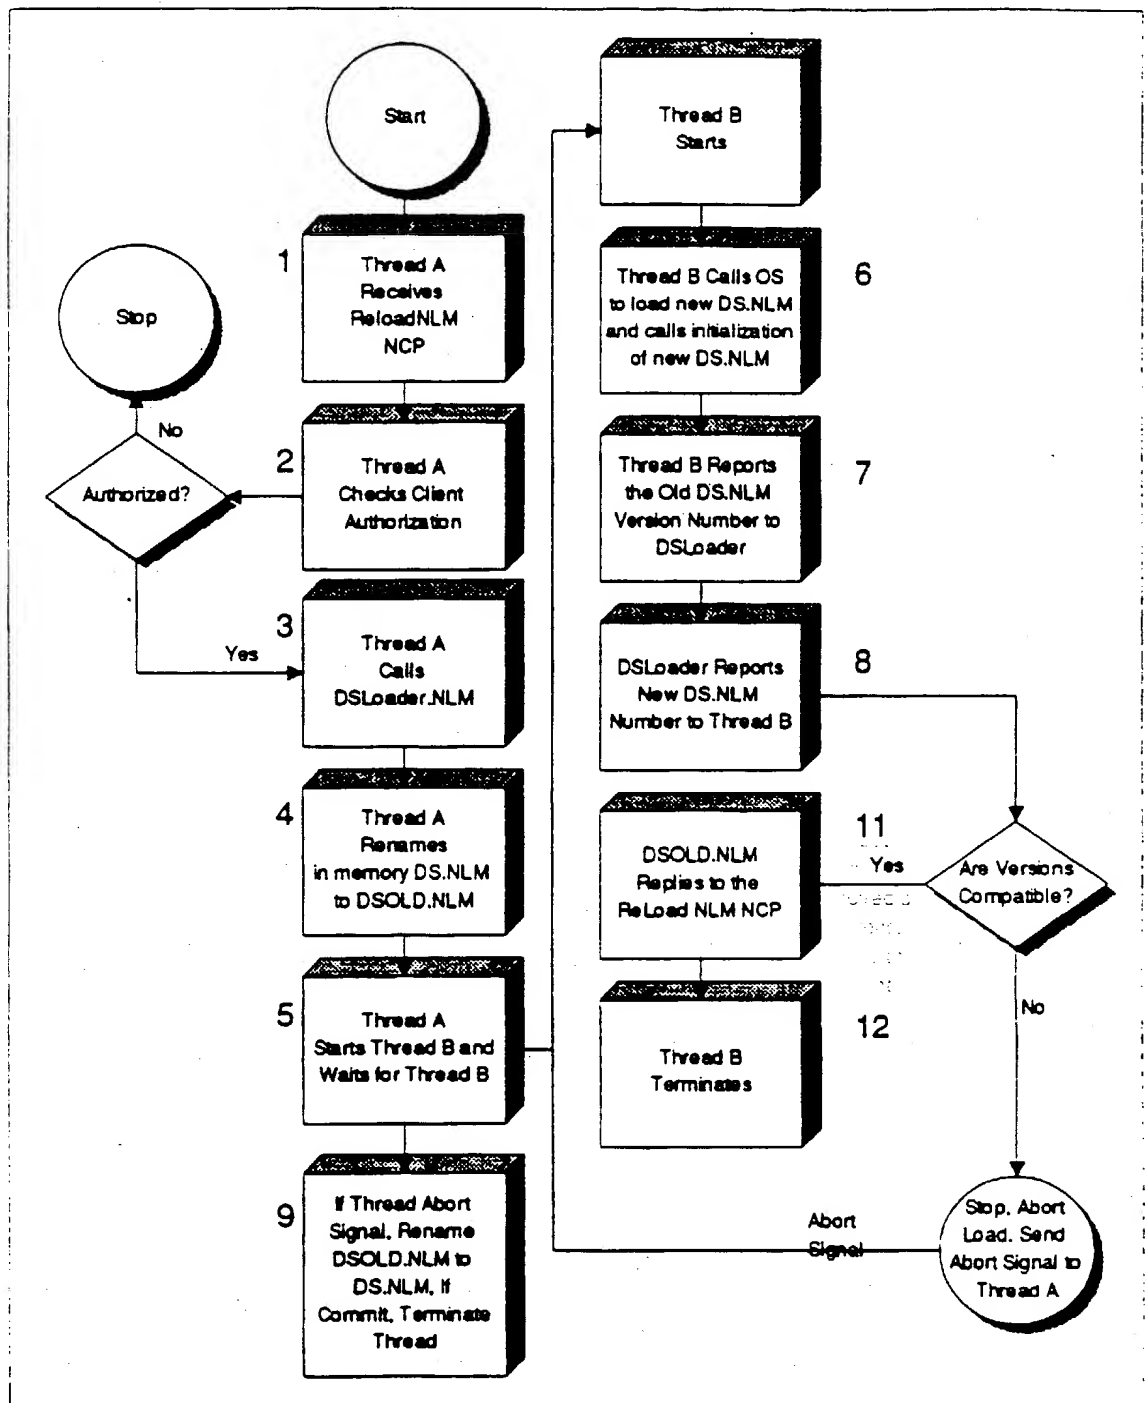 Start
1
Thread A
Receives
ReloadNLM
NCP
Stop
No
Authorized?
2
Thread A
Checks Client
Authorization
Yes
3
Thread A
Calls
DSLoader.NLM
4
Thread A
Renames
in memory DS.NLM
to DSOLD.NLM
5
Thread A
Starts Thread B and
Waits for Thread B
9
If Thread Abort
Signal, Rename
DSOLD.NLM to
DS.NLM, If
Commit, Terminate
Thread
Thread B
Starts
6
Thread B Calls OS
to load new DS.NLM
and calls initialization
of new DS.NLM
7
Thread B Reports
the Old DS.NLM
Version Number to
DSLoader
8
DSLoader Reports
New DS.NLM
Number to Thread B
Are Versions
Compatible?
Yes
11
DSOLD.NLM
Replies to the
ReLoad NLM NCP
12
Thread B
Terminates
No
Stop, Abort
Load. Send
Abort Signal to
Thread A
Abort
Signal